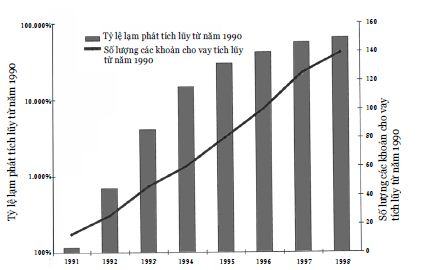 Tỷ lệ lạm phát tích lũy từ năm 1990
Số lượng các khoản cho vay tích lũy
từ năm 1990
Tỷ lệ lạm phát tích lũy từ năm 1990
100.000%
10.000%
1.000%
100%
1991 1992 1993 1994 1995 1996 1997 1998
160
140
120
100
80
60
40
20
0
Số lượng các khoản cho vay
tích lũy từ năm 1990